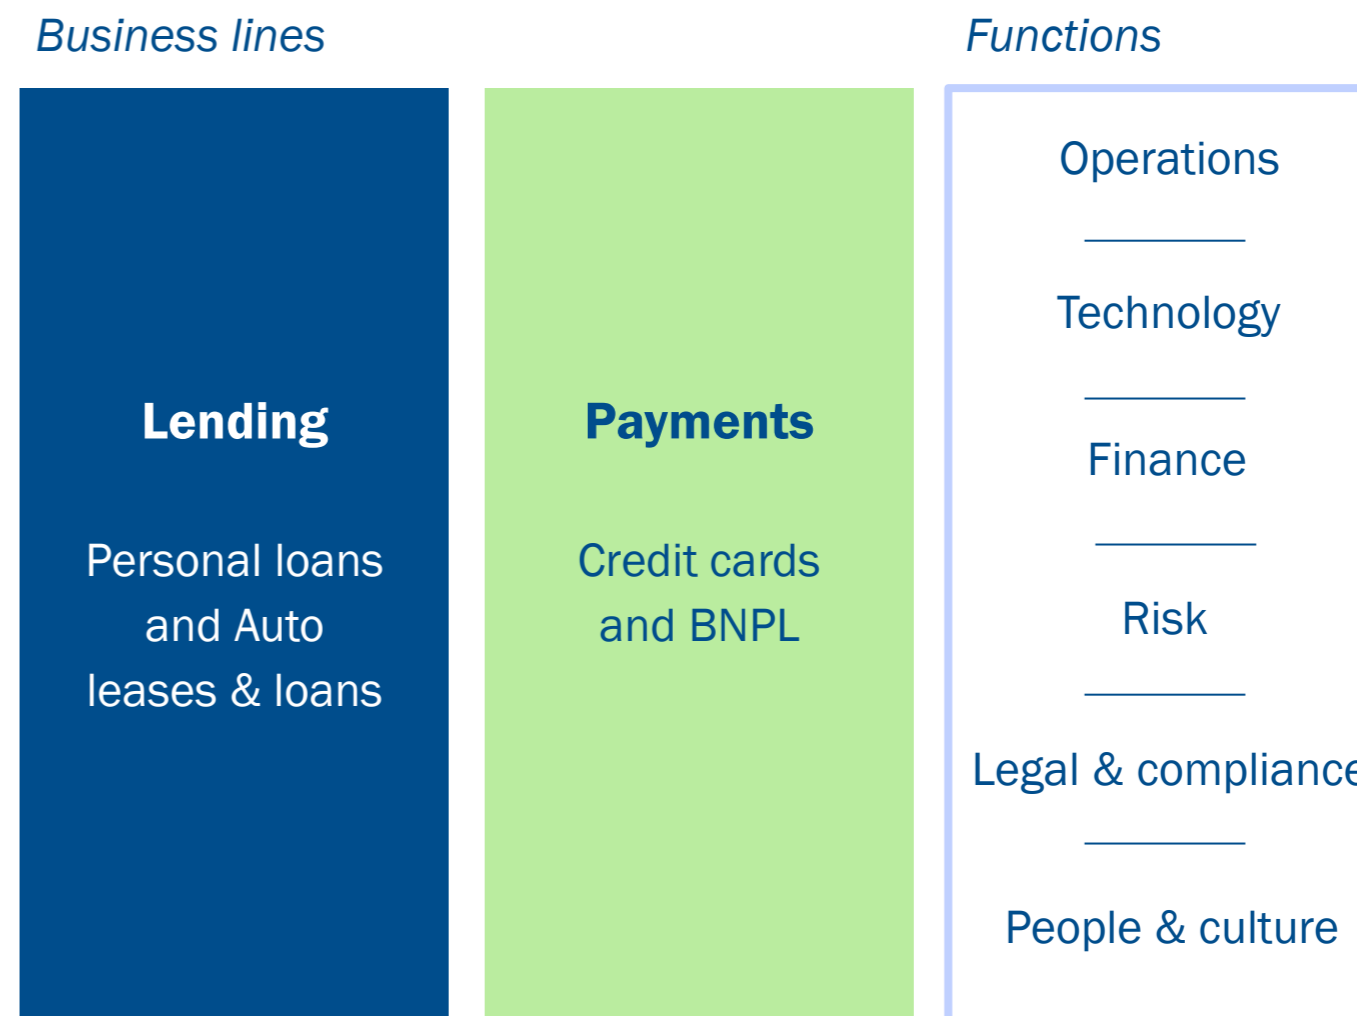 Business lines
Lending
Personal loans
and Auto
leases & loans
Payments
Credit cards
and BNPL
Functions
Operations
Technology
Finance
Risk
Legal & compliance
People & culture